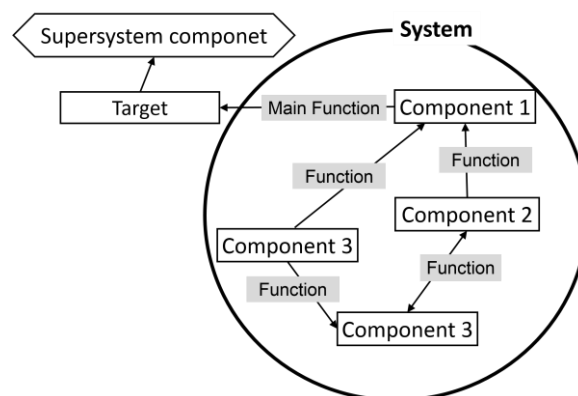 System
Supersystem componet
Target
Main Function
Component 1
Function
Function
Component 2
Component 3
Function
Function
Component 3